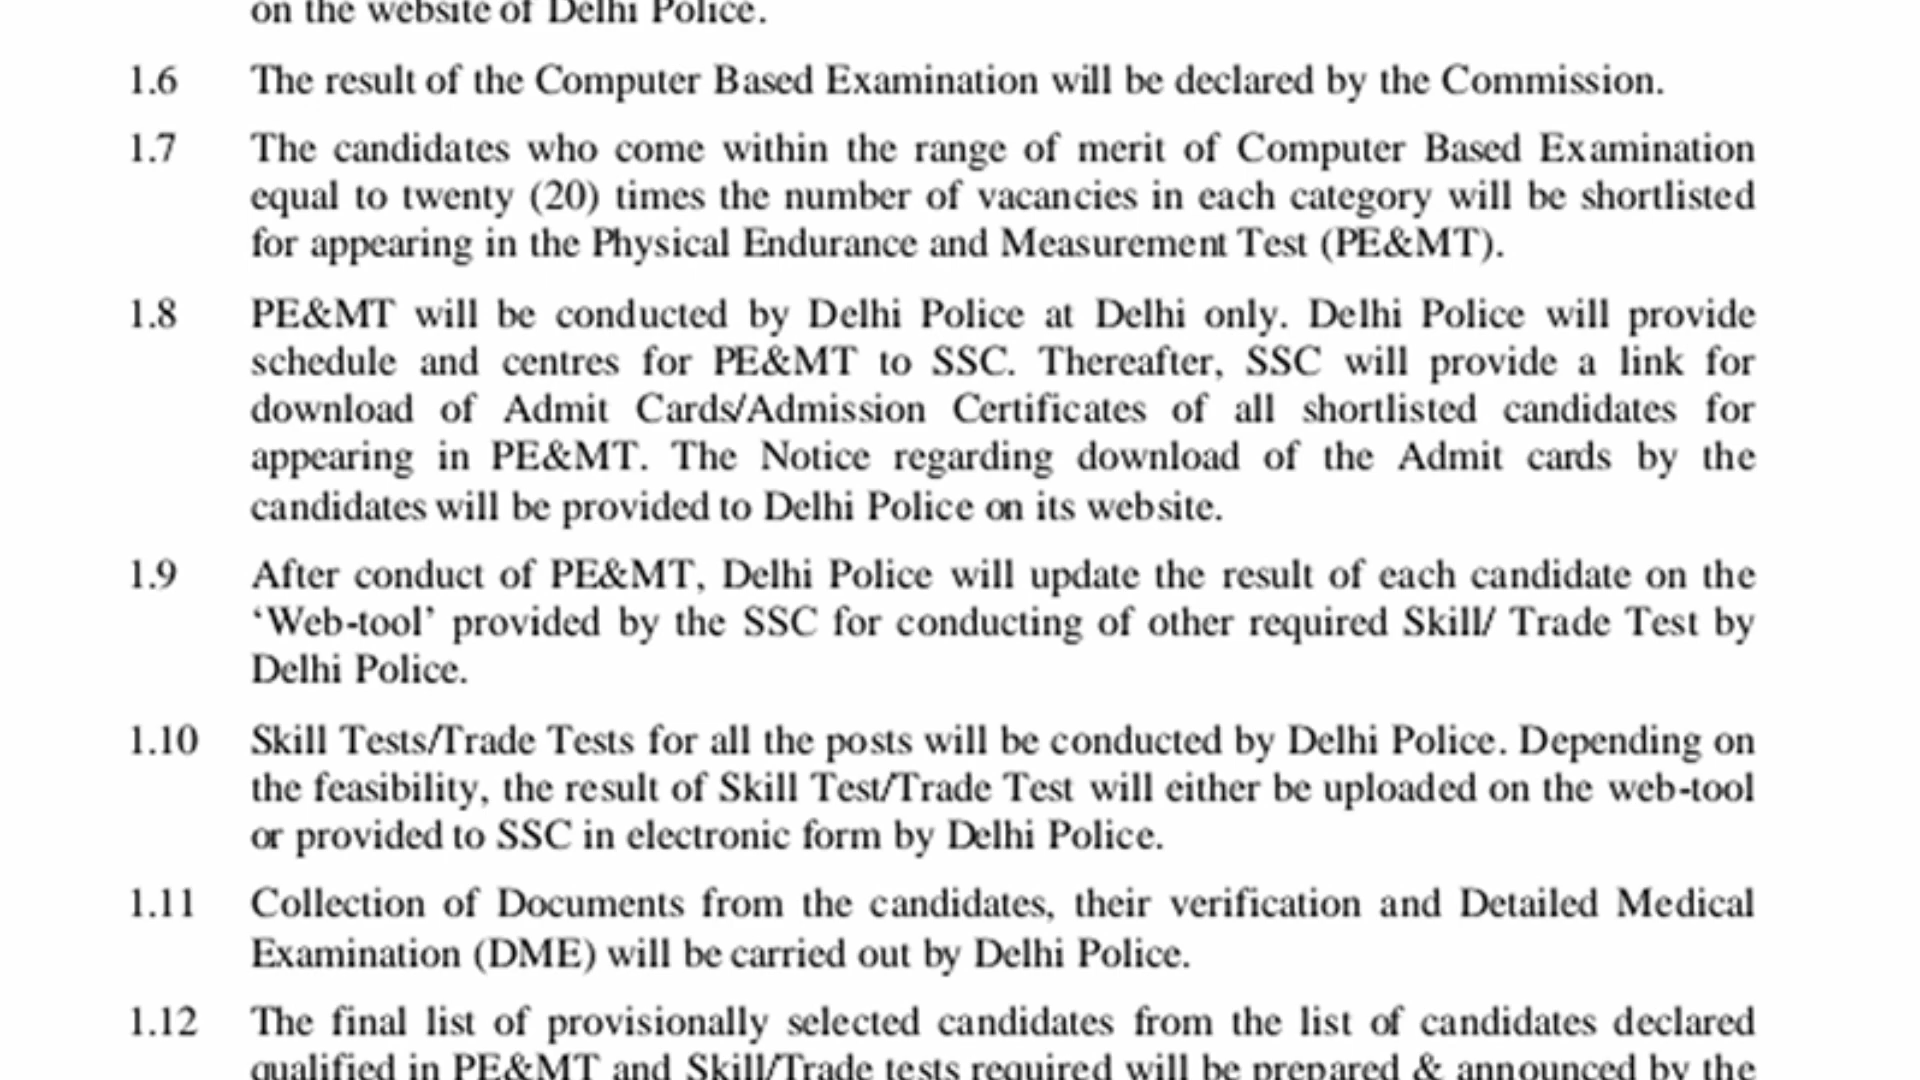 on the website of Delhi Police.
1.6 The result of the Computer Based Examination will be declared by the Commission.
1.7 The candidates who come within the range of merit of Computer Based Examination
equal to twenty (20) times the number of vacancies in each category will be shortlisted
for appearing in the Physical Endurance and Measurement Test (PE&MT).
1.8 PE&MT will be conducted by Delhi Police at Delhi only. Delhi Police will provide
schedule and centres for PE&MT to SSC. Thereafter, SSC will provide a link for
download of Admit Cards/Admission Certificates of all shortlisted candidates for
appearing in PE&MT. The Notice regarding download of the Admit cards by the
candidates will be provided to Delhi Police on its website.
1.9 After conduct of PE&MT, Delhi Police will update the result of each candidate on the
‘Web-tool’ provided by the SSC for conducting of other required Skill/ Trade Test by
Delhi Police.
1.10 Skill Tests/Trade Tests for all the posts will be conducted by Delhi Police. Depending on
the feasibility, the result of Skill Test/Trade Test will either be uploaded on the web-tool
or provided to SSC in electronic form by Delhi Police.
1.11 Collection of Documents from the candidates, their verification and Detailed Medical
Examination (DME) will be carried out by Delhi Police.
1.12 The final list of provisionally selected candidates from the list of candidates declared
qualified in PE&MT and Skill/Trade tests required will be prepared & announced by the